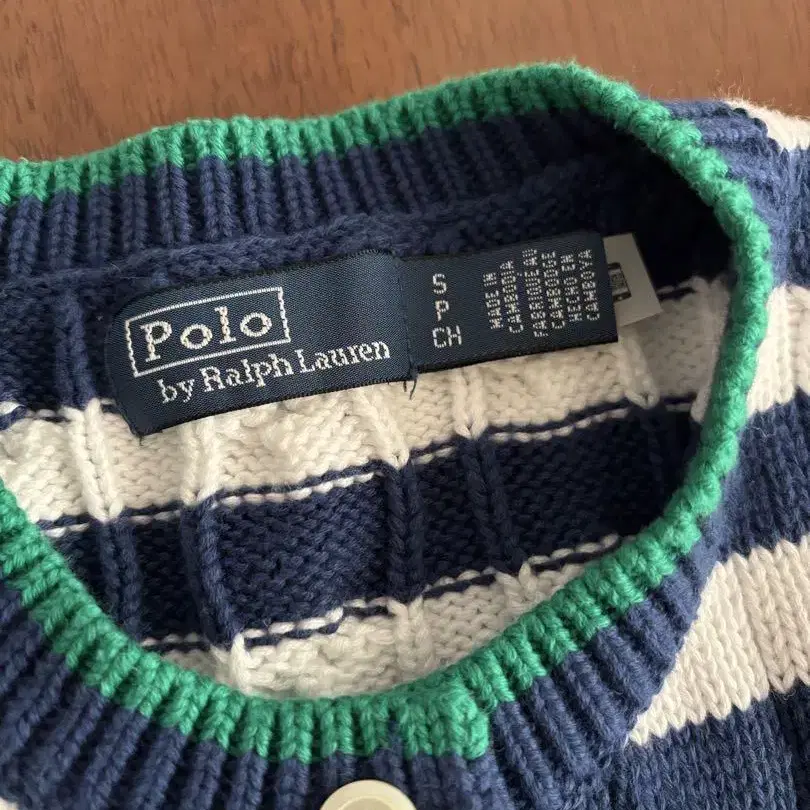 Polo
by Ralph Lauren
S
P
CH
MADE IN
CAMBODIA
FABRIQUÉ AU
CAMBODGE
HECHO EN
CAMBOYA